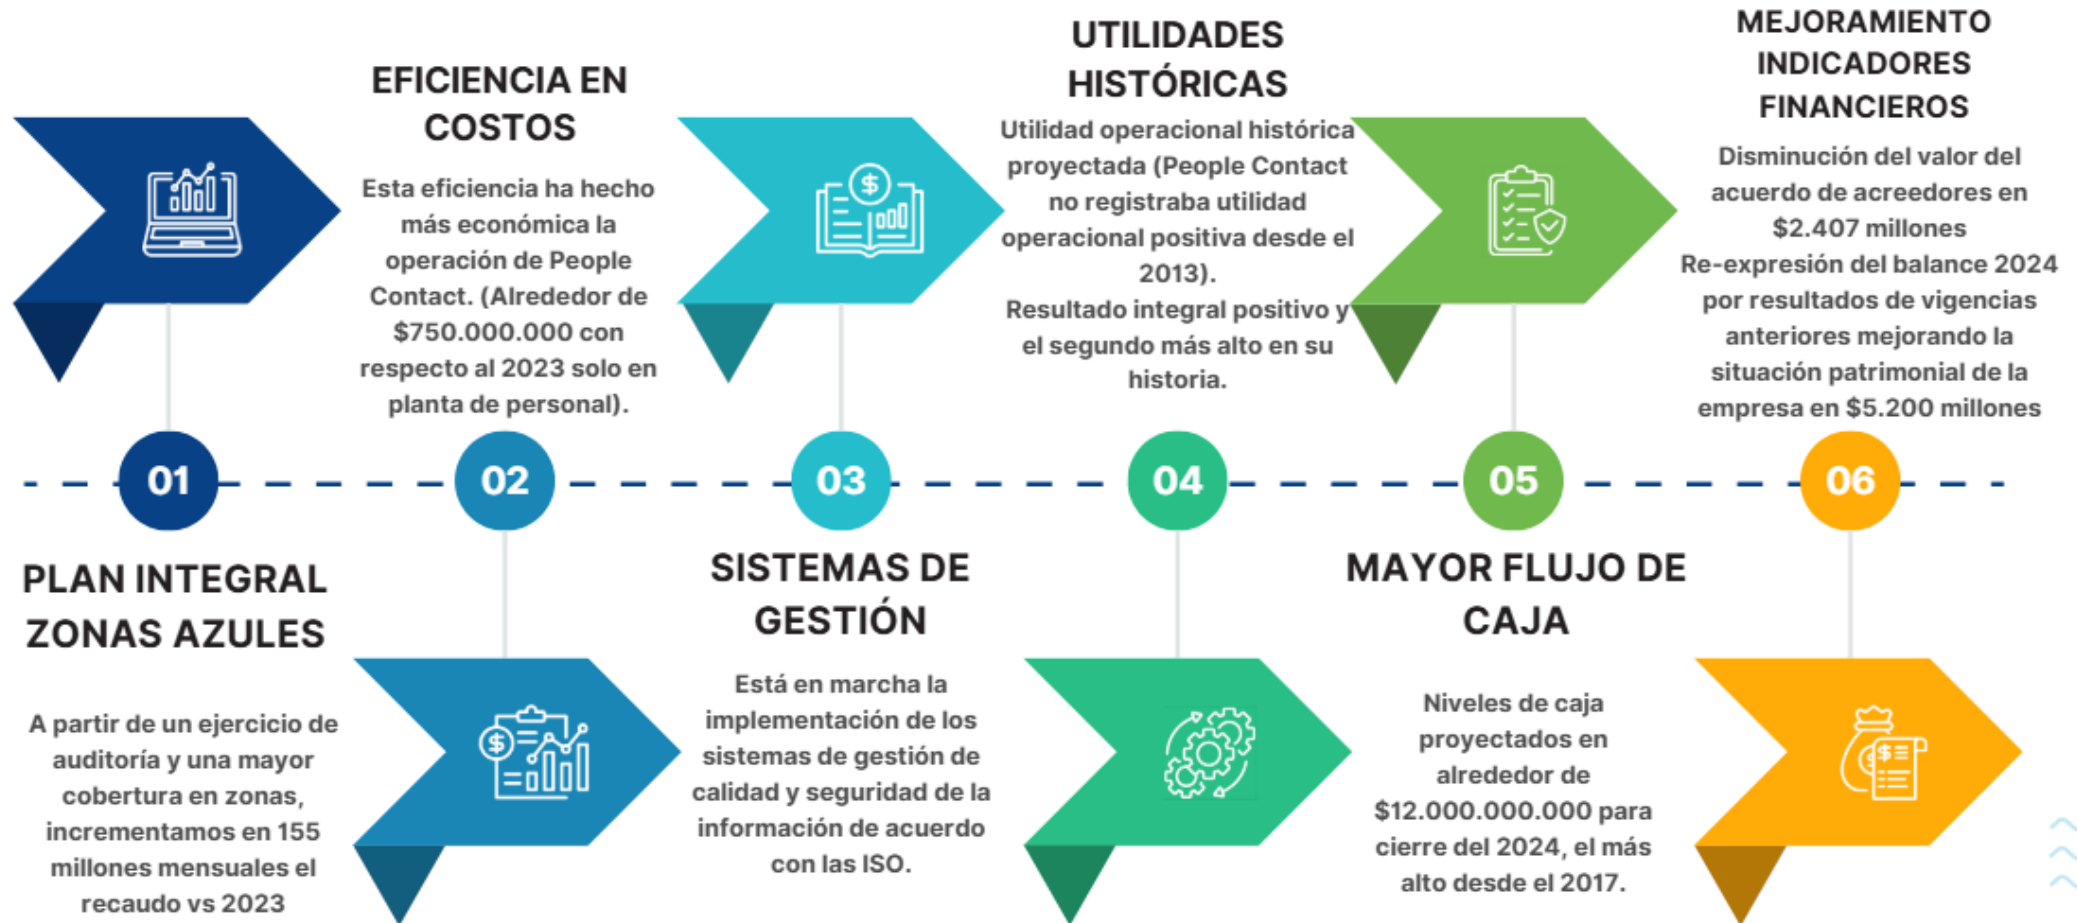 01
PLAN INTEGRAL
ZONAS AZULES
A partir de un ejercicio de
auditoría y una mayor
cobertura en zonas,
incrementamos en 155
millones mensuales el
recaudo vs 2023
EFICIENCIA EN
COSTOS
Esta eficiencia ha hecho
más económica la
operación de People
Contact. (Alrededor de
$750.000.000 con
respecto al 2023 solo en
planta de personal).
02
03
SISTEMAS DE
GESTIÓN
Está en marcha la
implementación de los
sistemas de gestión de
calidad y seguridad de la
información de acuerdo
con las ISO.
UTILIDADES
HISTÓRICAS
Utilidad operacional histórica
proyectada (People Contact
no registraba utilidad
operacional positiva desde el
2013).
Resultado integral positivo y
el segundo más alto en su
historia.
04
05
MAYOR FLUJO DE
CAJA
Niveles de caja
proyectados en
alrededor de
$12.000.000.000 para
cierre del 2024, el más
alto desde el 2017.
MEJORAMIENTO
INDICADORES
FINANCIEROS
Disminución del valor del
acuerdo de acreedores en
$2.407 millones
Re-expresión del balance 2024
por resultados de vigencias
anteriores mejorando la
situación patrimonial de la
empresa en $5.200 millones
06